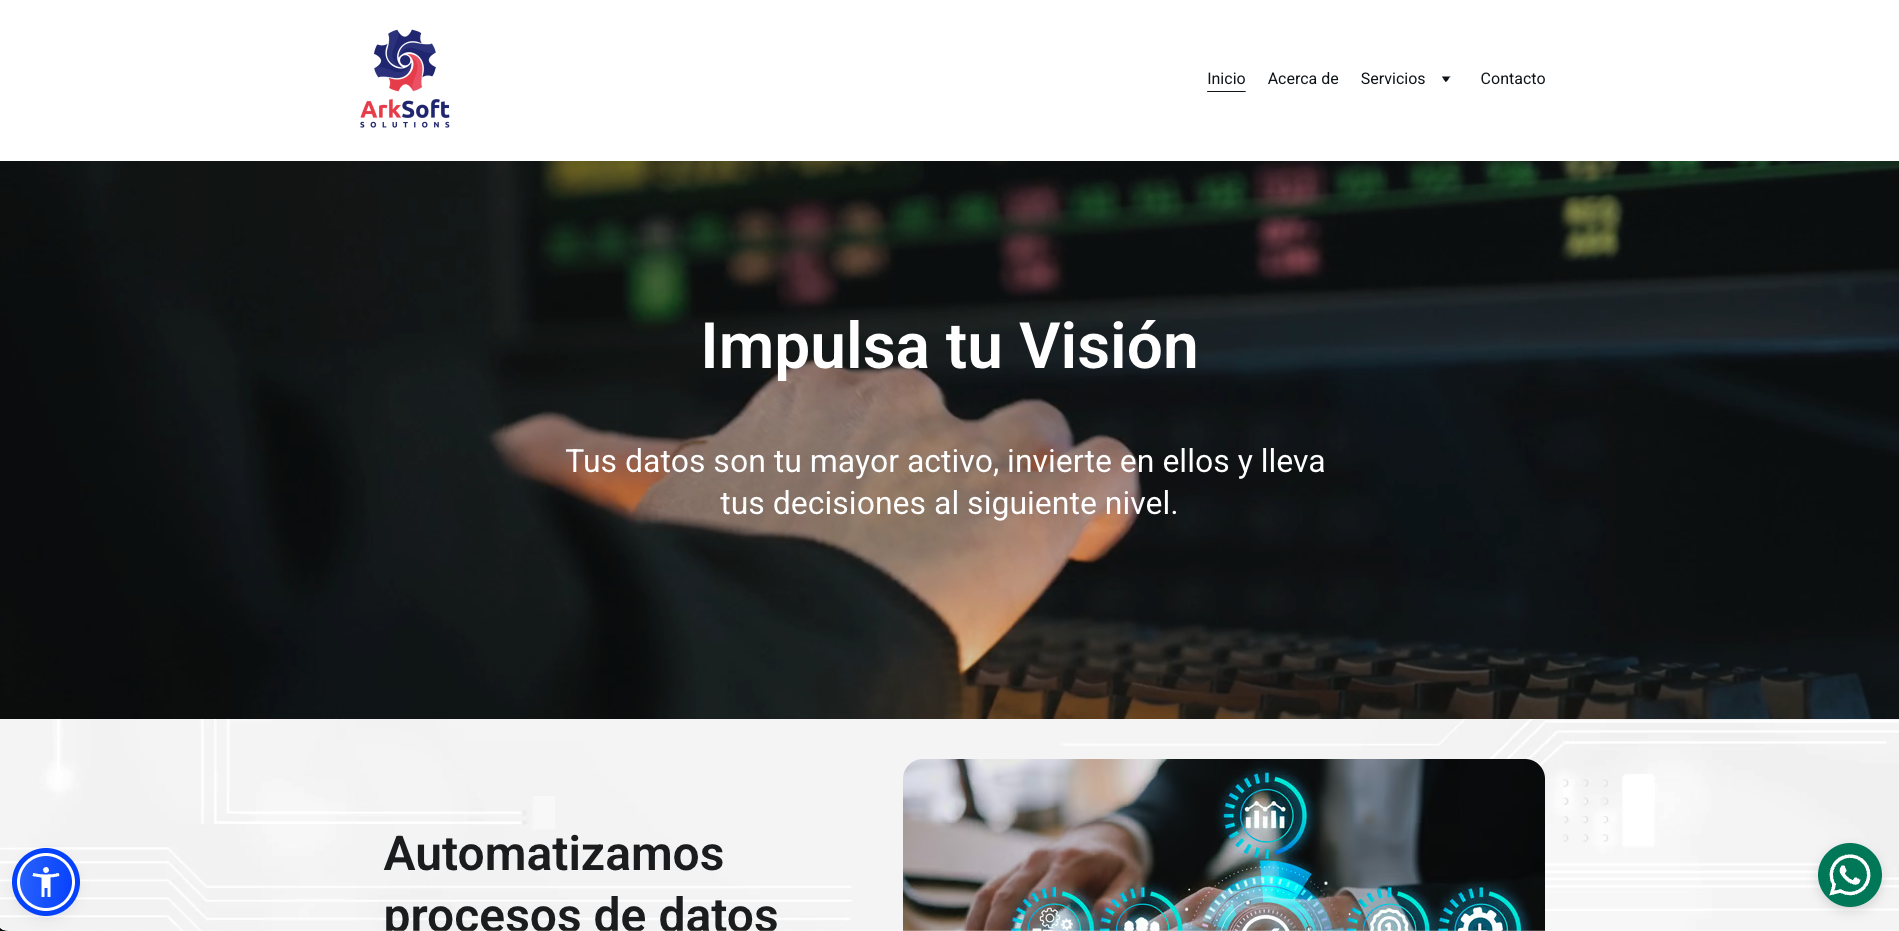 ArkSoft
SOLUTIONS
Inicio
Acerca de
Servicios
Contacto
Impulsa tu Visión
Tus datos son tu mayor activo, invierte en ellos y lleva
tus decisiones al siguiente nivel.
Automatizamos
procesos de datos